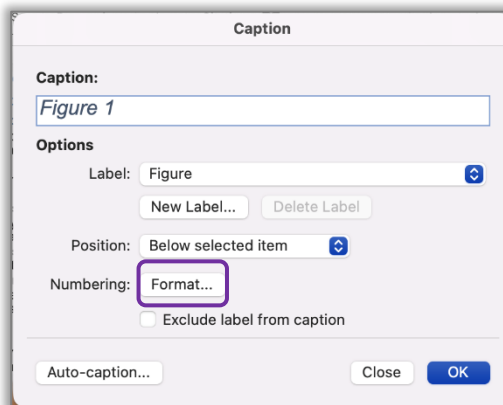 Caption
Caption:
Figure 1
Options
Label: Figure
New Label... Delete Label
Position: Below selected item
Numbering: Format...
Exclude label from caption
Auto-caption... Close OK